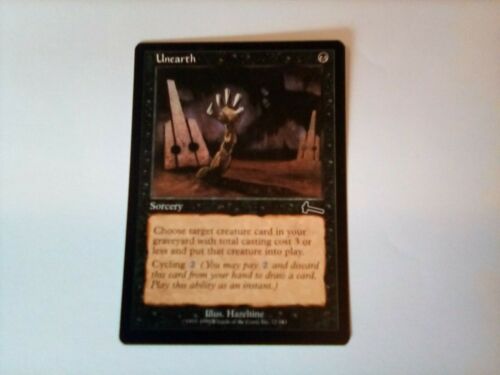 Unearth
Sorcery
Choose target creature card in your
graveyard with total casting cost 3 or
less and put that creature into play.
Cycling 2 (You may pay 2 and discard
this card from your hand to draw a card.
Play this ability as an instant.)
Illus. Hazeltine